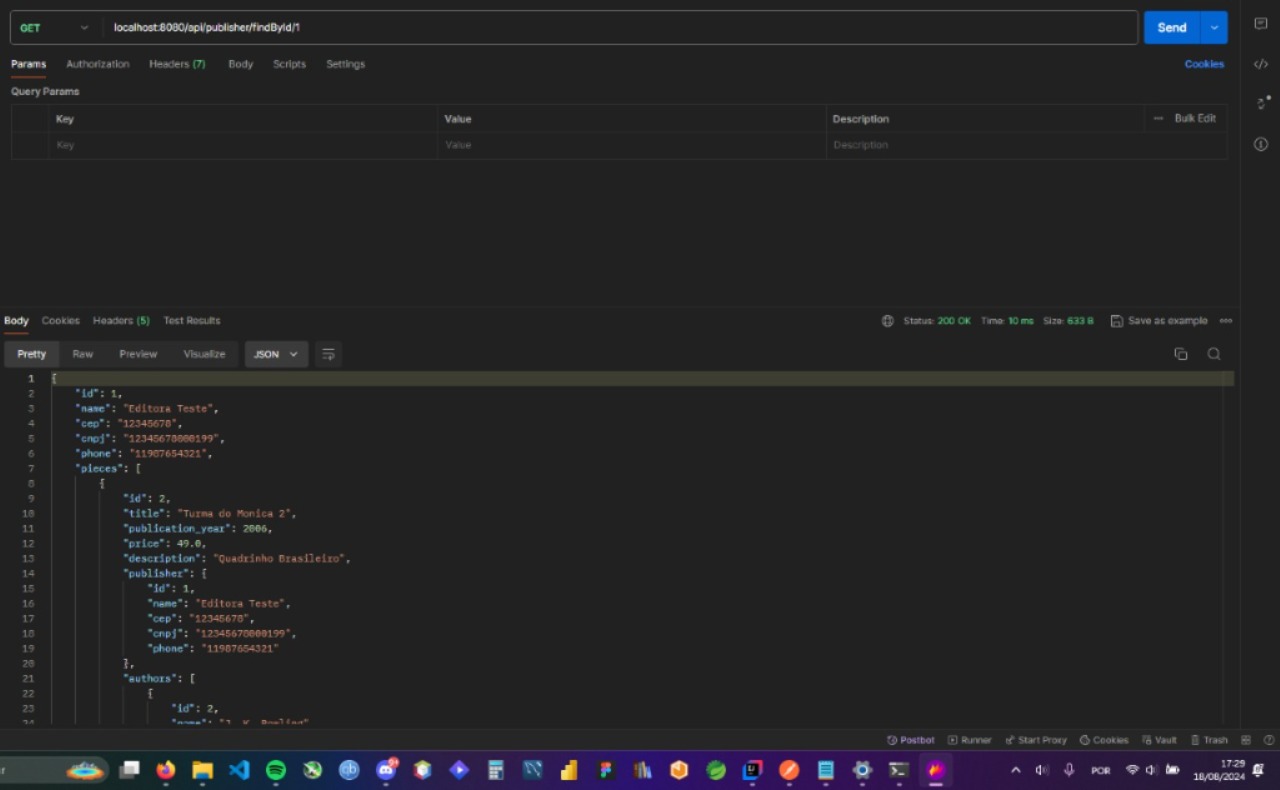 GET localhost:8080/api/publisher/findById/1 Send
Params Authorization Headers (7) Body Scripts Settings Cookies
Query Params
Key Value Description ••• Bulk Edit
Key Value Description
Body Cookies Headers (5) Test Results Status: 200 OK Time: 10 ms Size: 633 B Save as example •••
Pretty Raw Preview Visualize JSON
1 {
2 "id": 1,
3 "name": "Editora Teste",
4 "cep": "12345678",
5 "cnpj": "12345678000199",
6 "phone": "11987654321",
7 "pieces": [
8 {
9 "id": 2,
10 "title": "Turma do Monica 2",
11 "publication_year": 2006,
12 "price": 49.0,
13 "description": "Quadrinho Brasileiro",
14 "publisher": {
15 "id": 1,
16 "name": "Editora Teste",
17 "cep": "12345678",
18 "cnpj": "12345678000199",
19 "phone": "11987654321"
20 },
21 "authors": [
22 {
23 "id": 2,
24 "name": "J. K. Rowling"
Postbot Runner Start Proxy Cookies Vault Trash
POR 17:29
18/08/2024